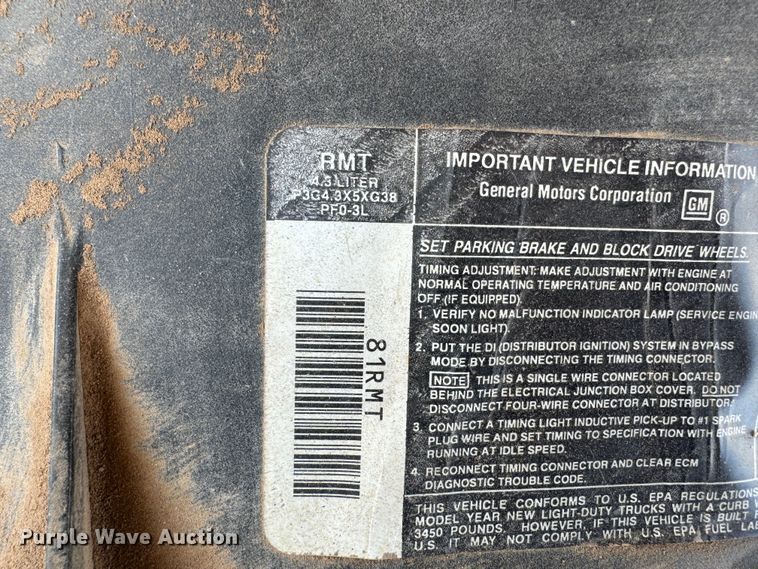 RMT
4.3 LITER
P3G4.3X5XG38
PF0-3L
81RMT
IMPORTANT VEHICLE INFORMATION
General Motors Corporation GM ®
SET PARKING BRAKE AND BLOCK DRIVE WHEELS.
TIMING ADJUSTMENT: MAKE ADJUSTMENT WITH ENGINE AT
NORMAL OPERATING TEMPERATURE AND AIR CONDITIONING
OFF (IF EQUIPPED).
1. VERIFY NO MALFUNCTION INDICATOR LAMP (SERVICE ENGIN
SOON LIGHT).
2. PUT THE DI (DISTRIBUTOR IGNITION) SYSTEM IN BYPASS
MODE BY DISCONNECTING THE TIMING CONNECTOR.
NOTE THIS IS A SINGLE WIRE CONNECTOR LOCATED
BEHIND THE ELECTRICAL JUNCTION BOX COVER. DO NOT
DISCONNECT FOUR-WIRE CONNECTOR AT DISTRIBUTOR.
3. CONNECT A TIMING LIGHT INDUCTIVE PICK-UP TO #1 SPARK
PLUG WIRE AND SET TIMING TO SPECIFICATION WITH ENGINE
RUNNING AT IDLE SPEED.
4. RECONNECT TIMING CONNECTOR AND CLEAR ECM
DIAGNOSTIC TROUBLE CODE.
THIS VEHICLE CONFORMS TO U.S. EPA REGULATIONS
MODEL YEAR NEW LIGHT-DUTY TRUCKS WITH A CURB
3450 POUNDS. HOWEVER, IF THIS VEHICLE IS BUILT
U.S. IT MAY NOT COMPLY WITH U.S. EPA FUEL
Purple Wave Auction